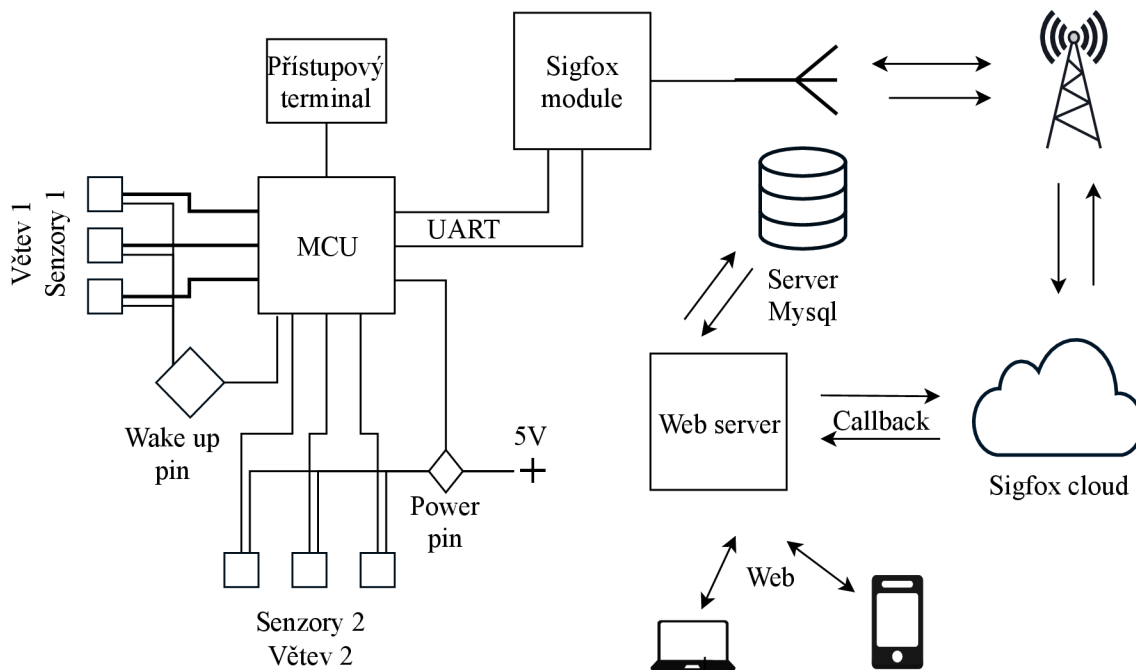 Přístupový
terminal
Sigfox
module
Větev 1
Senzory 1
MCU
UART
Server
Mysql
Wake up
pin
5V
Power
pin
Web server
Callback
Sigfox cloud
Web
Senzory 2
Větev 2